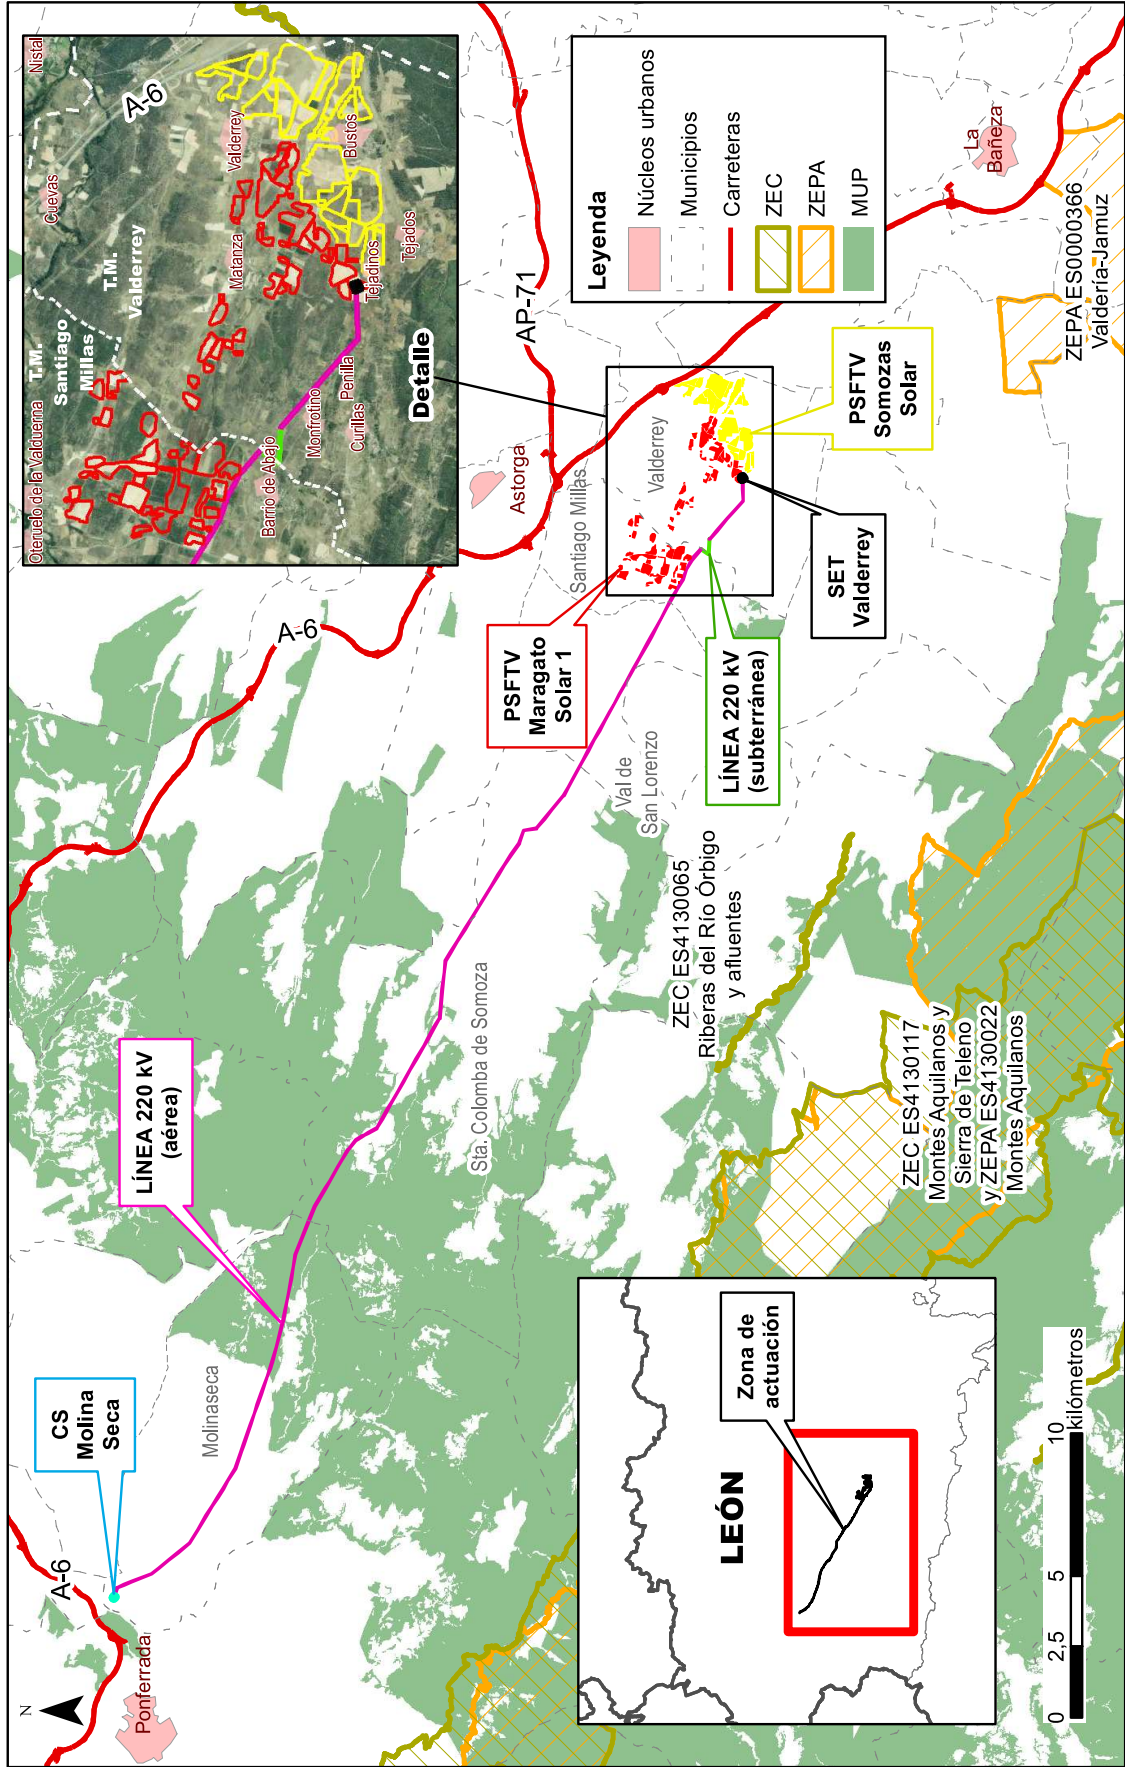 N
A-6
Ponferrada
CS
Molina
Seca
Molinaseca
LÍNEA 220 kV
(aérea)
Sta. Colomba de Somoza
A-6
PSFTV
Maragato
Solar 1
Val de
San Lorenzo
LÍNEA 220 kV
(subterránea)
ZEC ES4130065
Riberas del Río Órbigo
y afluentes
ZEC ES4130117
Montes Aquilanos y
Sierra de Teleno
y ZEPA ES4130022
Montes Aquilanos
LEÓN
Zona de
actuación
0
2,5
5
10
kilómetros
Oteruelo de la Valduerna
T.M.
Santiago
Millas
T.M.
Valderrey
Cuevas
Nistal
A-6
Valderrey
Matanza
Bustos
Barrio de Abajo
Monfrotino
Curillas
Penilla
Tejadinos
Tejados
Detalle
Astorga
AP-71
Santiago Millas
Valderrey
SET
Valderrey
PSFTV
Somozas
Solar
Leyenda
Núcleos urbanos
Municipios
Carreteras
ZEC
ZEPA
MUP
La
Bañeza
ZEPA ES0000366
Valdería-Jamuz